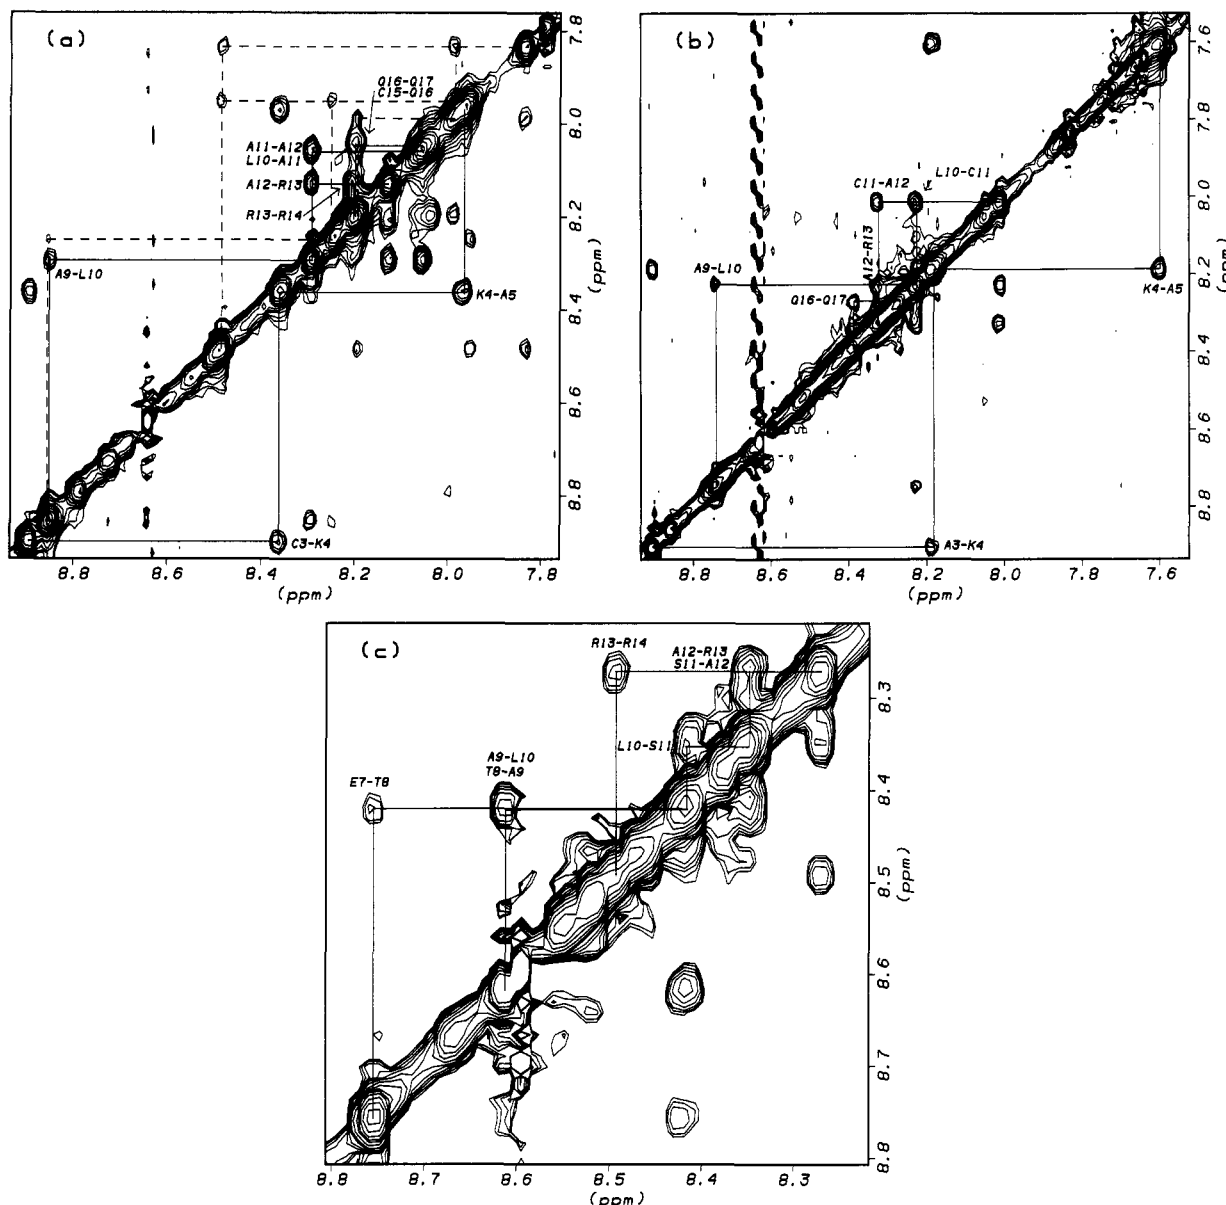 (a)
Q16-Q17
C15-Q16
A11-A12
L10-A11
A12-R13
R13-R14
A9-L10
K4-A5
C3-K4
7.8
8.0
8.2
8.4
8.6
8.8
(ppm)
8.8 8.6 8.4 8.2 8.0 7.8
(ppm)
(b)
C11-A12
L10-C11
A12-R13
A9-L10
Q16-Q17
K4-A5
A3-K4
7.6
7.8
8.0
8.2
8.4
8.6
8.8
(ppm)
8.8 8.6 8.4 8.2 8.0 7.8 7.6
(ppm)
(c)
R13-R14
A12-R13
S11-A12
L10-S11
A9-L10
T8-A9
E7-T8
8.3
8.4
8.5
8.6
8.7
8.8
(ppm)
8.8 8.7 8.6 8.5 8.4 8.3
(ppm)